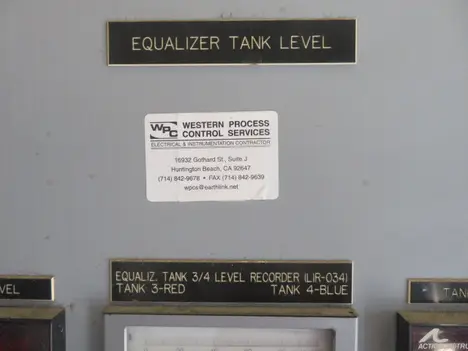 EQUALIZER TANK LEVEL
WPC WESTERN PROCESS
CONTROL SERVICES
ELECTRICAL & INSTRUMENTATION CONTRACTOR
16932 Gothard St., Suite J
Huntington Beach, CA 92647
(714) 842-9678 • FAX (714) 842-9639
wpcs@earthlink.net
VEL
EQUALIZ. TANK 3/4 LEVEL RECORDER (LIR-034)
TANK 3-RED TANK 4-BLUE
TAN